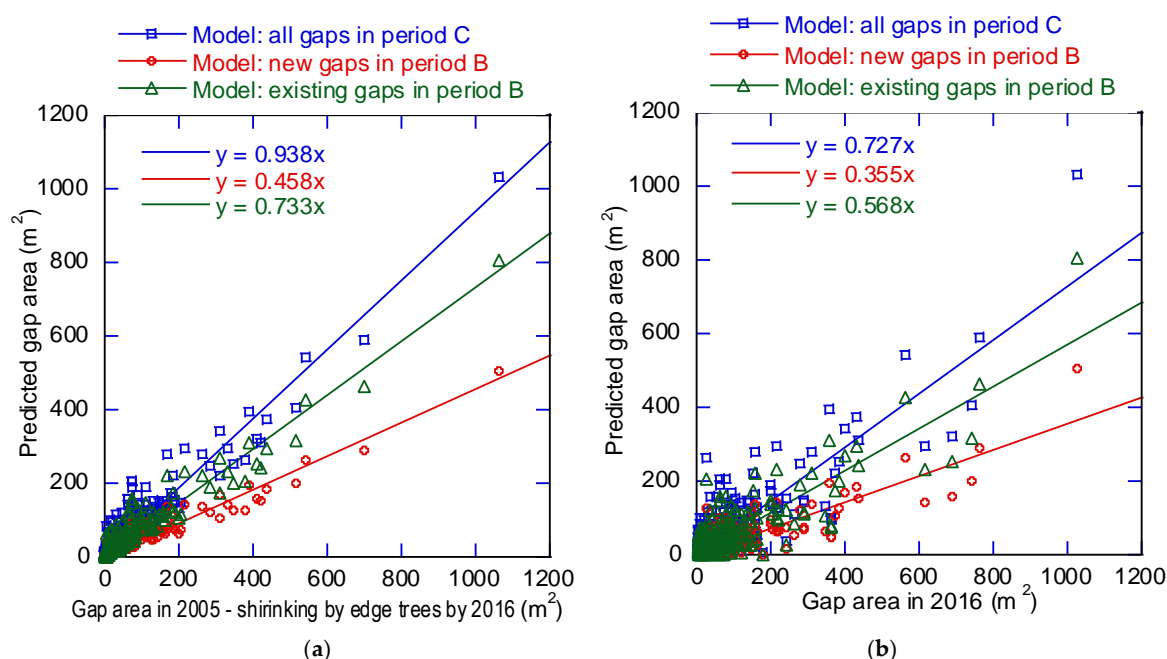 Model: all gaps in period C
Model: new gaps in period B
Model: existing gaps in period B
1200
1000
800
600
400
200
0
y = 0.938x
y = 0.458x
y = 0.733x
Predicted gap area (m²)
0 200 400 600 800 1000 1200
Gap area in 2005 - shirinking by edge trees by 2016 (m²)
(a)
Model: all gaps in period C
Model: new gaps in period B
Model: existing gaps in period B
1200
1000
800
600
400
200
0
y = 0.727x
y = 0.355x
y = 0.568x
Predicted gap area (m²)
0 200 400 600 800 1000 1200
Gap area in 2016 (m²)
(b)